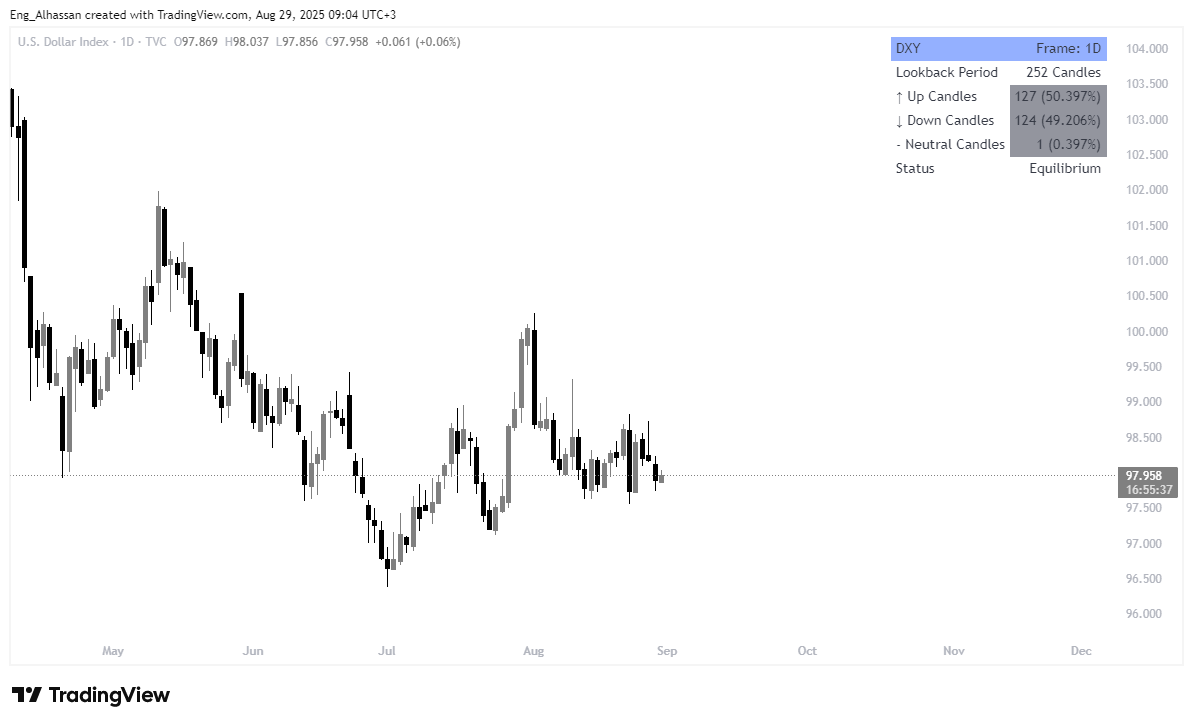 Eng_Alhassan created with TradingView.com, Aug 29, 2025 09:04 UTC+3
U.S. Dollar Index · 1D · TVC O97.869 H98.037 L97.856 C97.958 +0.061 (+0.06%)
DXY Frame: 1D
Lookback Period 252 Candles
↑ Up Candles 127 (50.397%)
↓ Down Candles 124 (49.206%)
- Neutral Candles 1 (0.397%)
Status Equilibrium
104.000
103.500
103.000
102.500
102.000
101.500
101.000
100.500
100.000
99.500
99.000
98.500
97.958
16:55:37
97.500
97.000
96.500
96.000
May Jun Jul Aug Sep Oct Nov Dec
TradingView